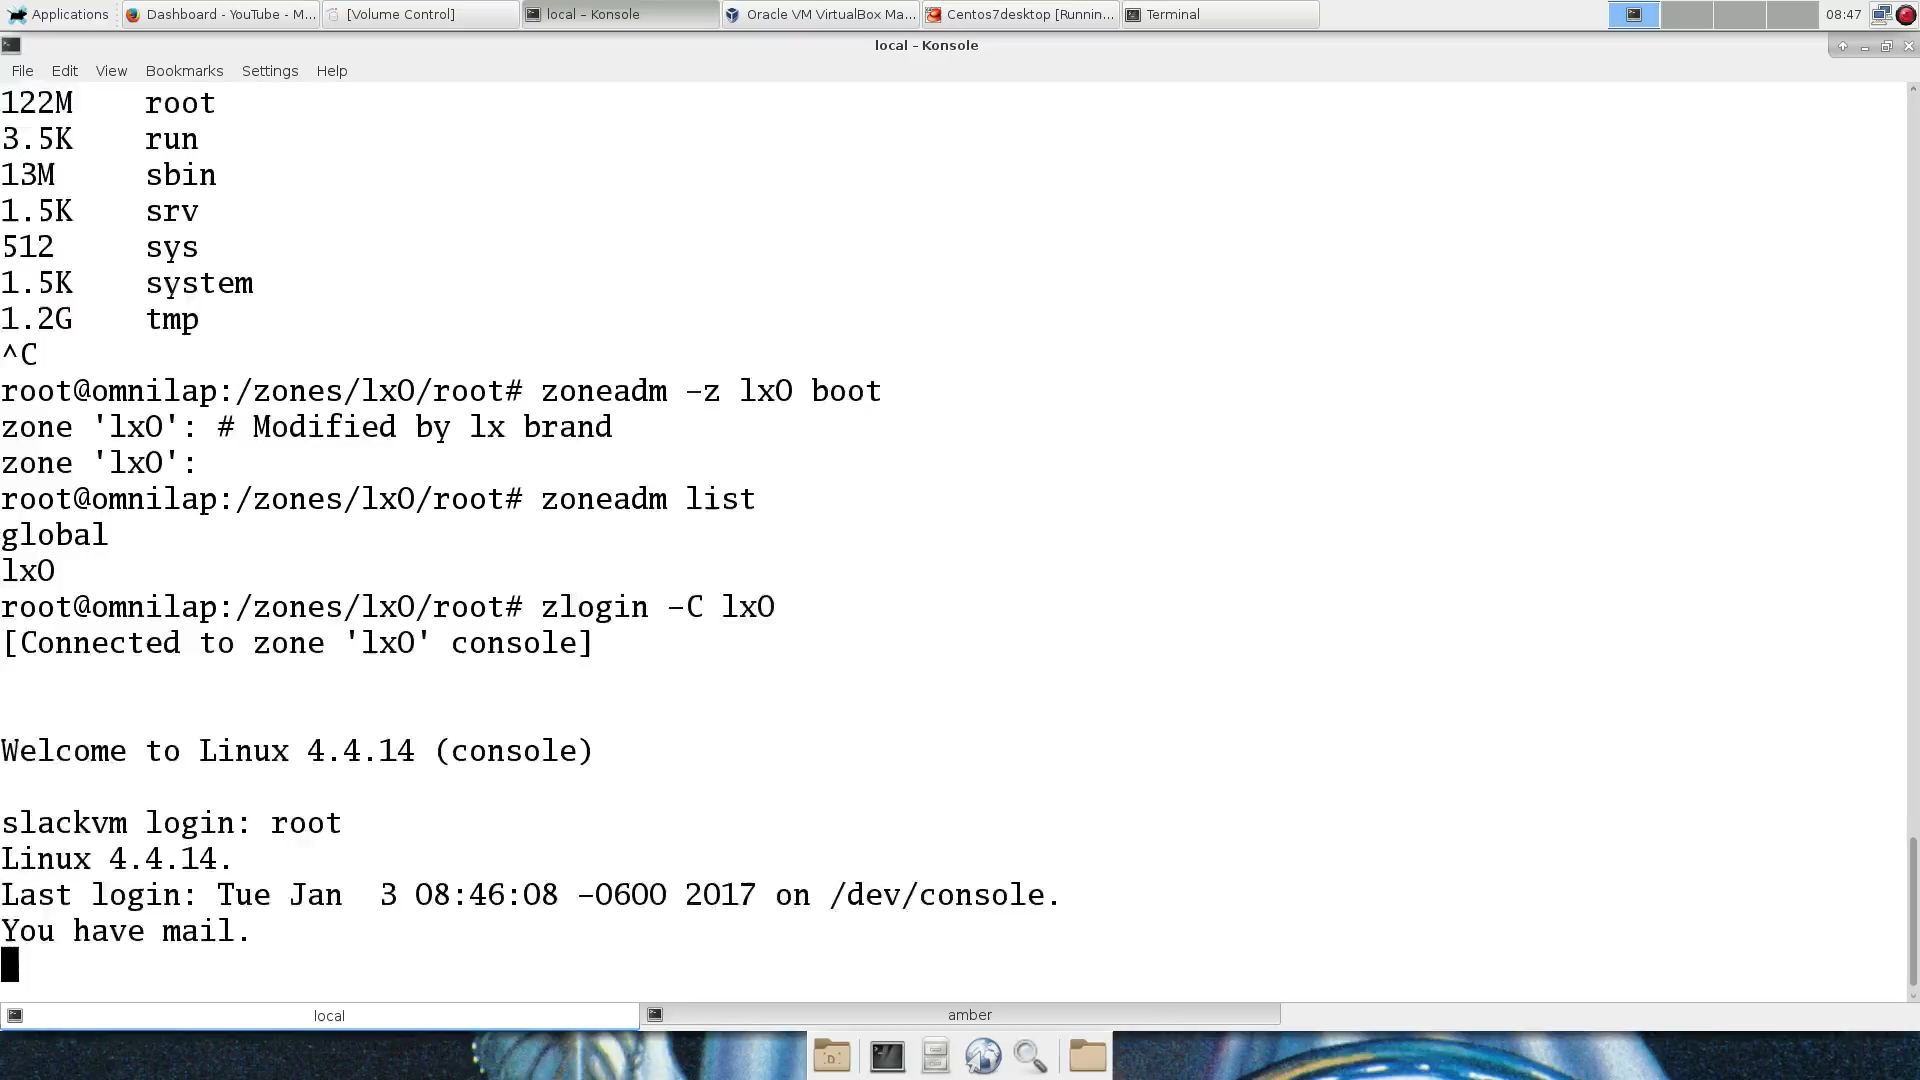 Applications
Dashboard - YouTube - M...
[Volume Control]
local – Konsole
Oracle VM VirtualBox Ma...
Centos7desktop [Runnin...
Terminal
08:47
local – Konsole
File Edit View Bookmarks Settings Help
122M root
3.5K run
13M sbin
1.5K srv
512 sys
1.5K system
1.2G tmp
^C
root@omnilap:/zones/lx0/root# zoneadm -z lx0 boot
zone 'lx0': # Modified by lx brand
zone 'lx0':
root@omnilap:/zones/lx0/root# zoneadm list
global
lx0
root@omnilap:/zones/lx0/root# zlogin -C lx0
[Connected to zone 'lx0' console]
Welcome to Linux 4.4.14 (console)
slackvm login: root
Linux 4.4.14.
Last login: Tue Jan  3 08:46:08 -0600 2017 on /dev/console.
You have mail.
local
amber